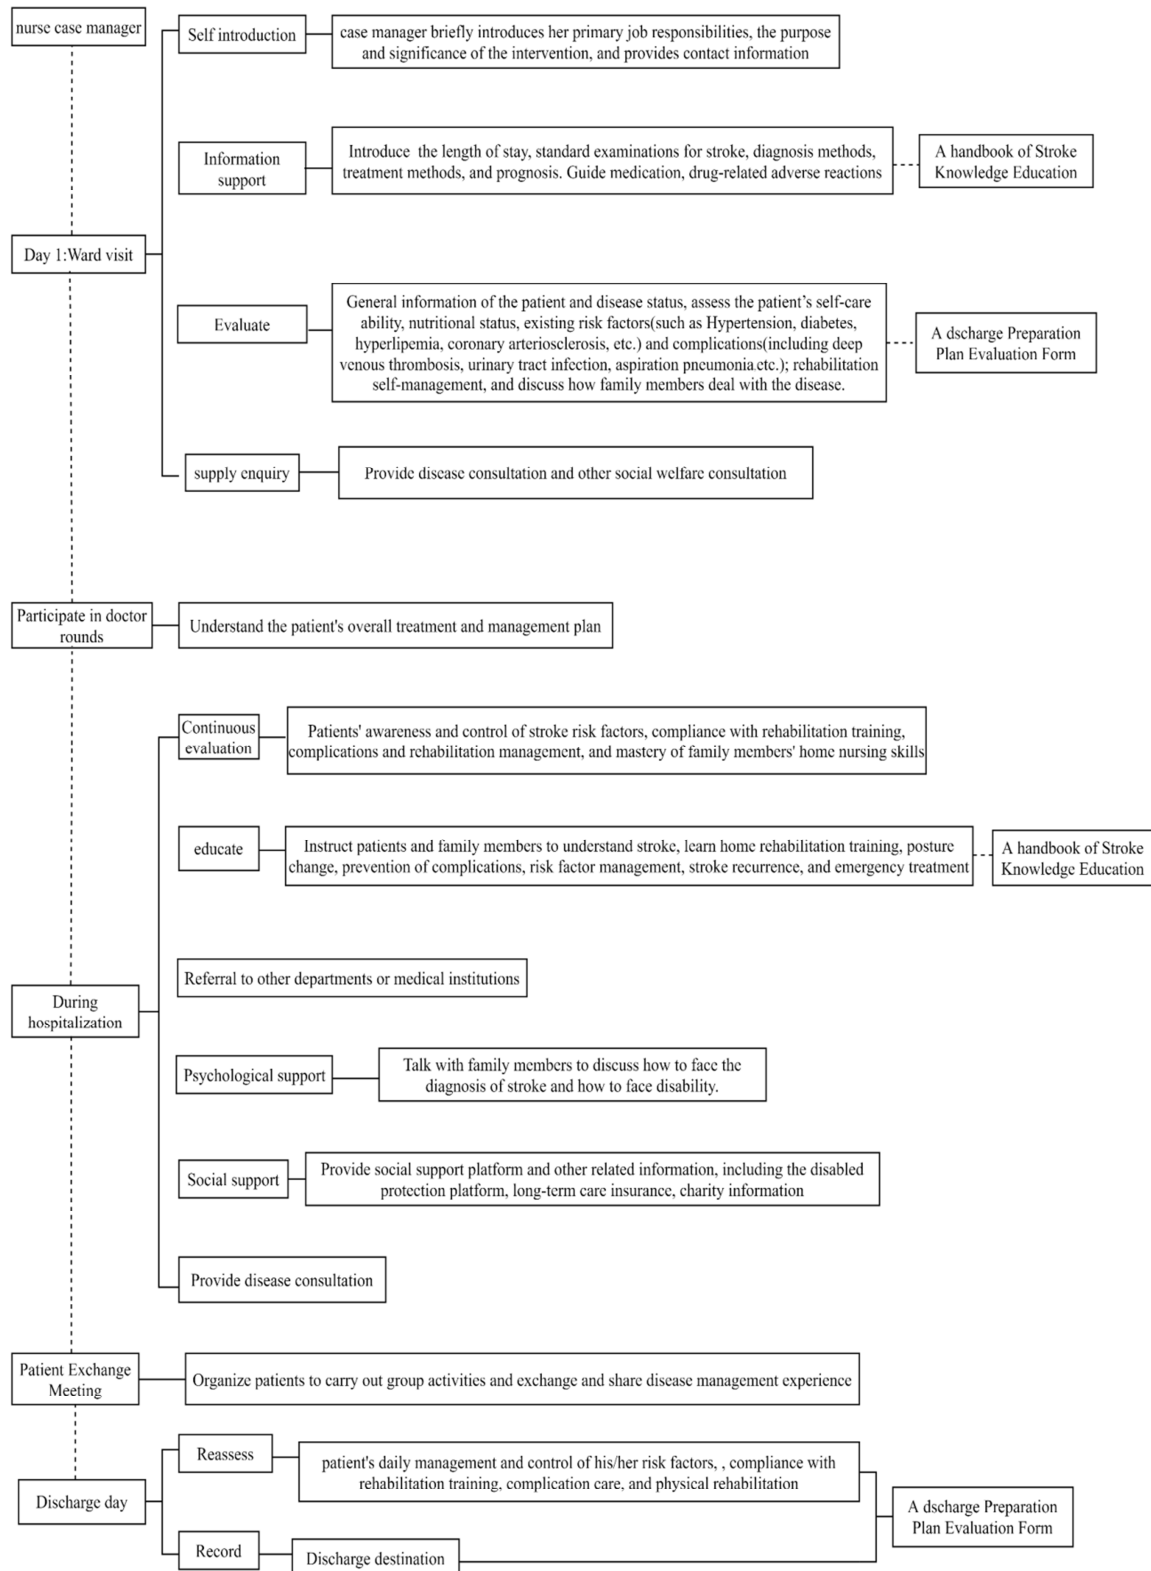 nurse case manager
Self introduction
case manager briefly introduces her primary job responsibilities, the purpose
and significance of the intervention, and provides contact information
Information
support
Introduce the length of stay, standard examinations for stroke, diagnosis methods,
treatment methods, and prognosis. Guide medication, drug-related adverse reactions
A handbook of Stroke
Knowledge Education
Day 1:Ward visit
Evaluate
General information of the patient and disease status, assess the patient's self-care
ability, nutritional status, existing risk factors(such as Hypertension, diabetes,
hyperlipemia, coronary arteriosclerosis, etc.) and complications(including deep
venous thrombosis, urinary tract infection, aspiration pneumonia.etc.); rehabilitation
self-management, and discuss how family members deal with the disease.
A dscharge Preparation
Plan Evaluation Form
supply enquiry
Provide disease consultation and other social welfare consultation
Participate in doctor
rounds
Understand the patient's overall treatment and management plan
Continuous
evaluation
Patients' awareness and control of stroke risk factors, compliance with rehabilitation training,
complications and rehabilitation management, and mastery of family members' home nursing skills
educate
Instruct patients and family members to understand stroke, learn home rehabilitation training, posture
change, prevention of complications, risk factor management, stroke recurrence, and emergency treatment
A handbook of Stroke
Knowledge Education
Referral to other departments or medical institutions
During
hospitalization
Psychological support
Talk with family members to discuss how to face the
diagnosis of stroke and how to face disability.
Social support
Provide social support platform and other related information, including the disabled
protection platform, long-term care insurance, charity information
Provide disease consultation
Patient Exchange
Meeting
Organize patients to carry out group activities and exchange and share disease management experience
Discharge day
Reassess
patient's daily management and control of his/her risk factors, , compliance with
rehabilitation training, complication care, and physical rehabilitation
A dscharge Preparation
Plan Evaluation Form
Record
Discharge destination